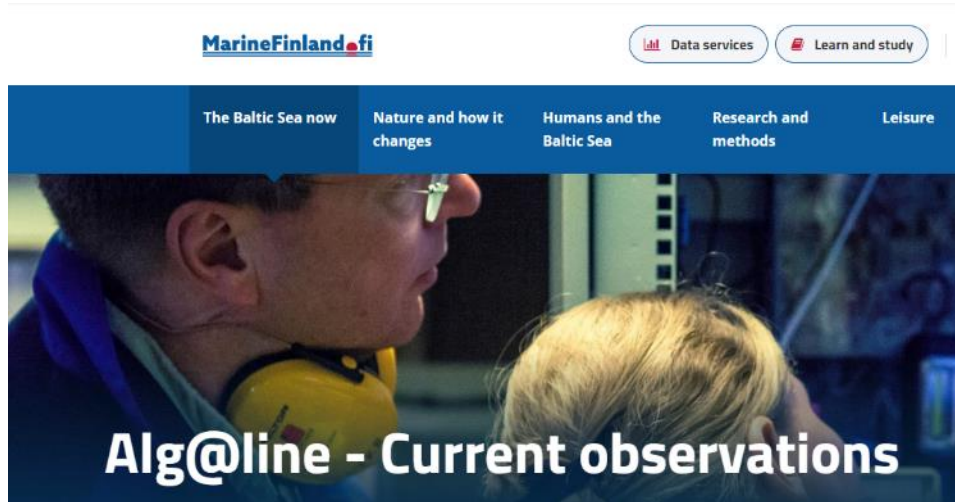 MarineFinland.fi
Data services
Learn and study
The Baltic Sea now
Nature and how it
changes
Humans and the
Baltic Sea
Research and
methods
Leisure
Alg@line - Current observations